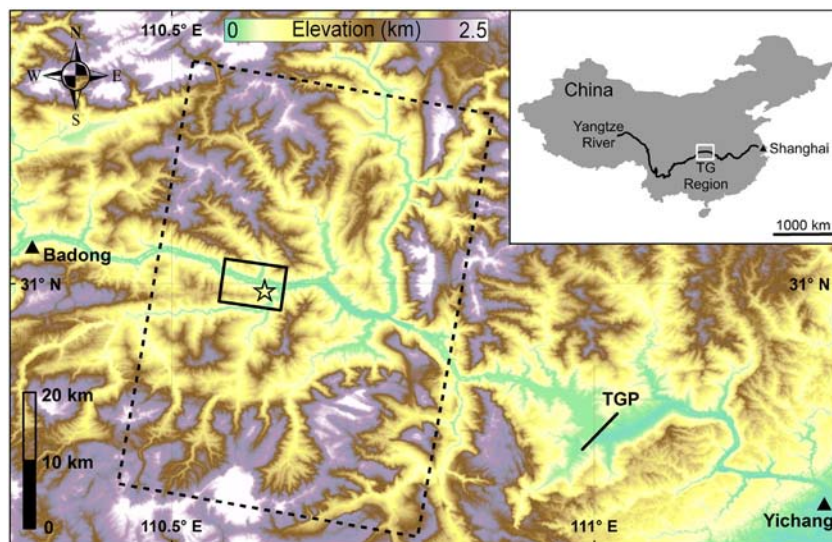 110.5° E
0 Elevation (km) 2.5
N
W E
S
China
Yangtze
River
Shanghai
TG
Region
1000 km
Badong
31° N
31° N
20 km
10 km
0
TGP
Yichang
110.5° E
111° E